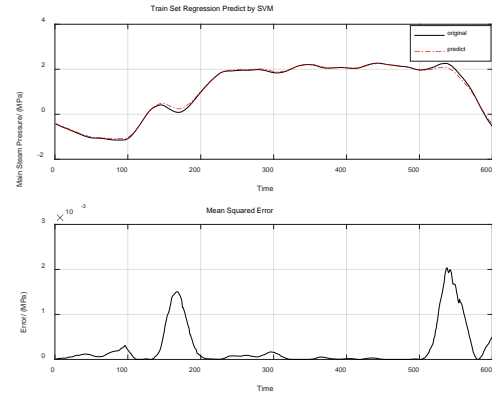 Train Set Regression Predict by SVM
original
predict
Main Steam Pressure/ (MPa)
4
2
0
-2
0 100 200 300 400 500 600
Time
Mean Squared Error
× 10 -3
Error/ (MPa)
3
2
1
0
0 100 200 300 400 500 600
Time